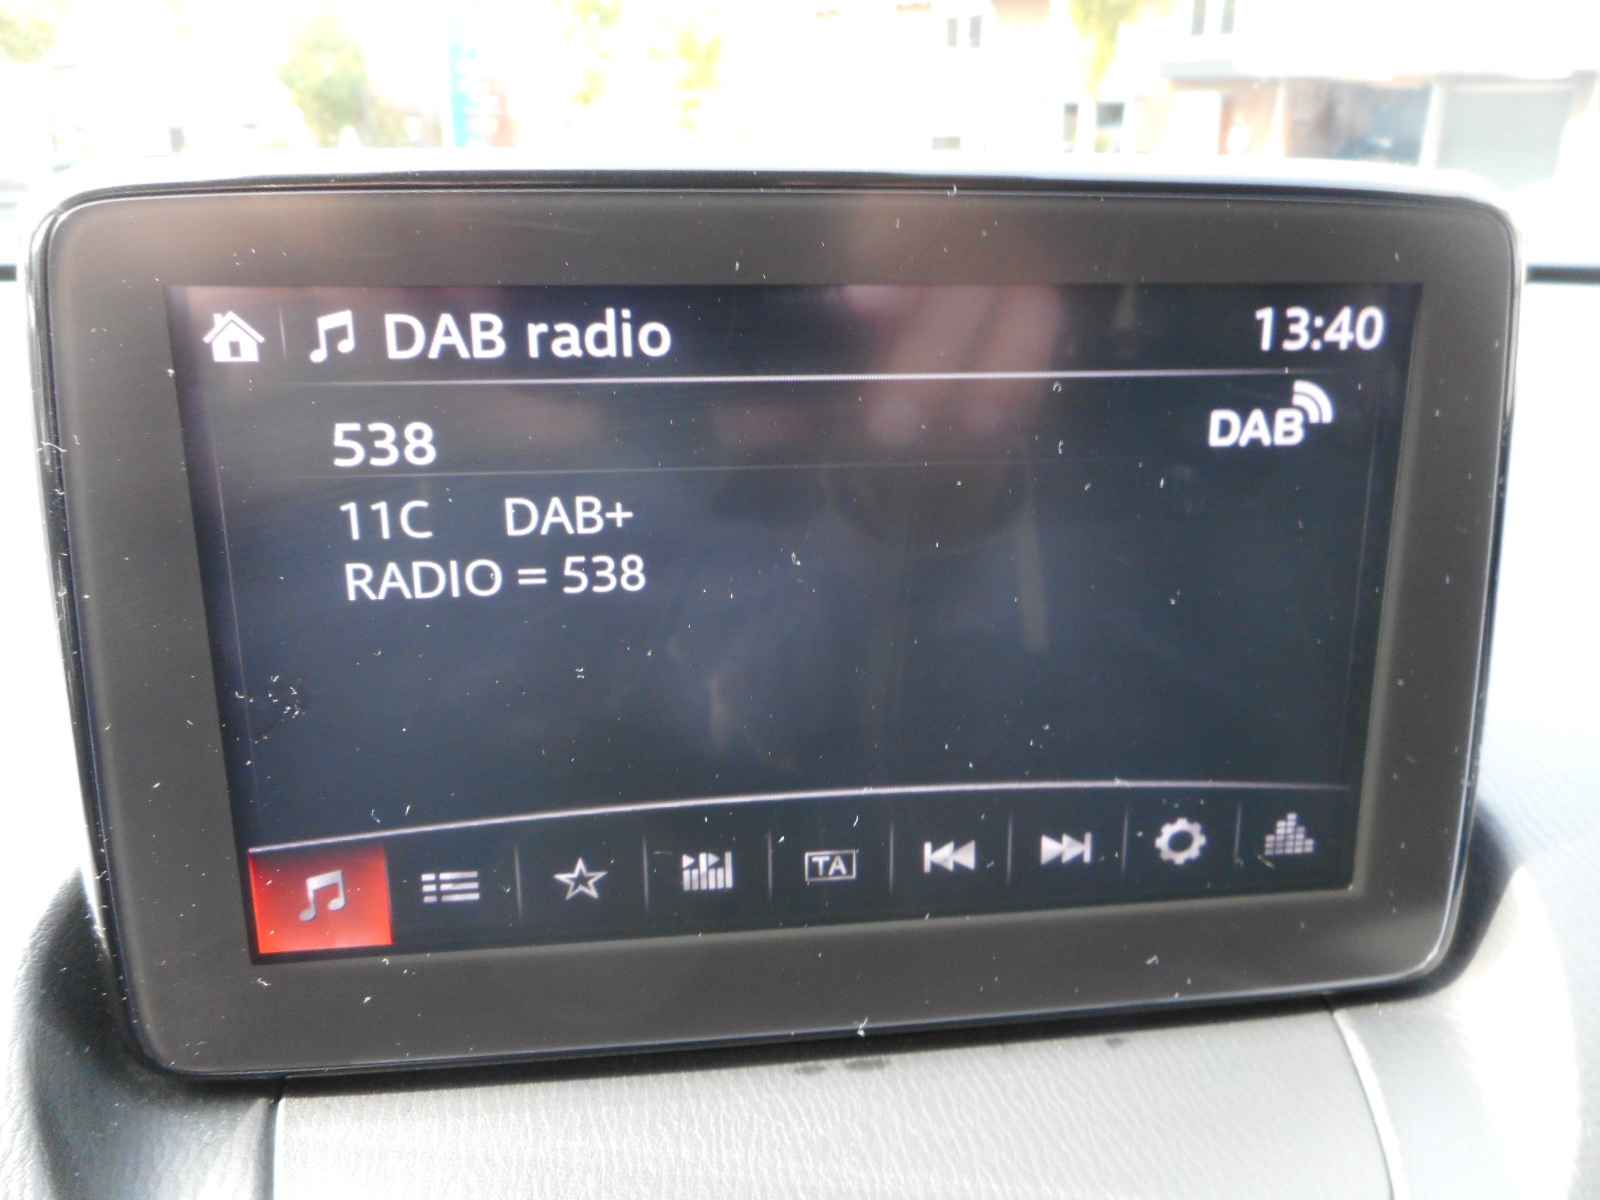 DAB radio 13:40
538 DAB
11C DAB+
RADIO = 538
TA